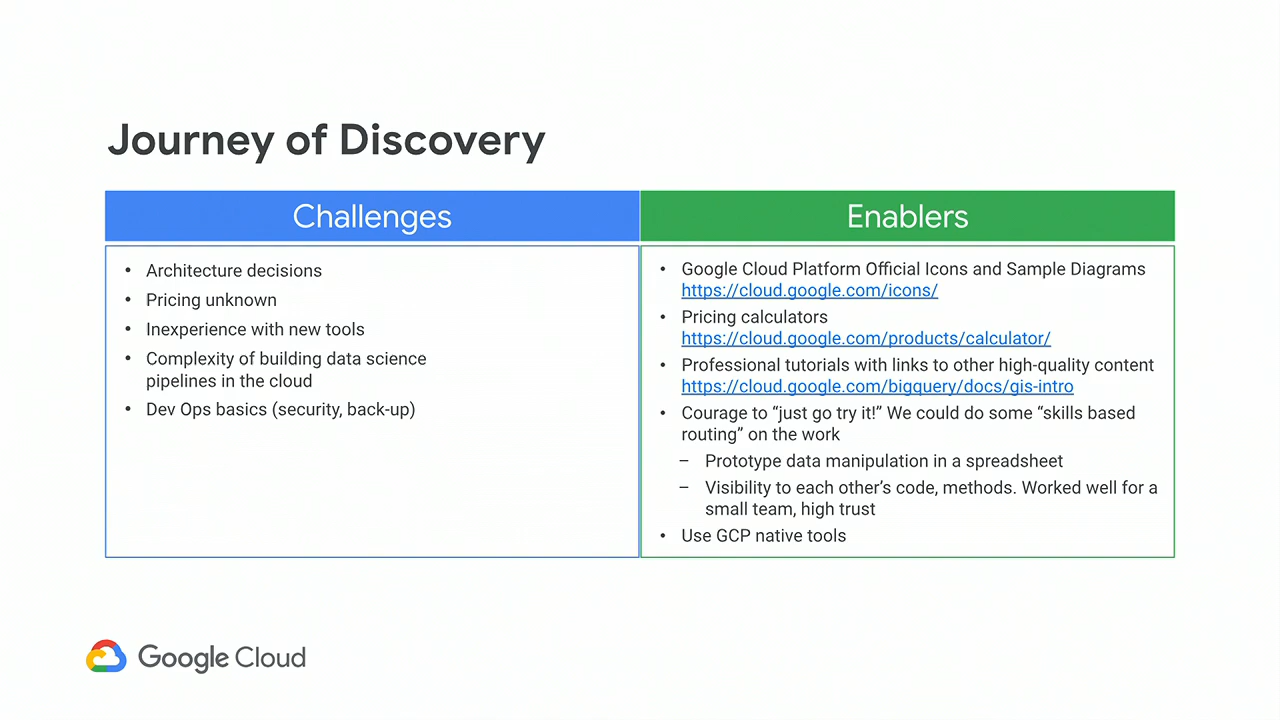 Journey of Discovery
Challenges
• Architecture decisions
• Pricing unknown
• Inexperience with new tools
• Complexity of building data science
pipelines in the cloud
• Dev Ops basics (security, back-up)
Enablers
• Google Cloud Platform Official Icons and Sample Diagrams
https://cloud.google.com/icons/
• Pricing calculators
https://cloud.google.com/products/calculator/
• Professional tutorials with links to other high-quality content
https://cloud.google.com/bigquery/docs/gis-intro
• Courage to “just go try it!” We could do some “skills based
routing” on the work
– Prototype data manipulation in a spreadsheet
– Visibility to each other’s code, methods. Worked well for a
small team, high trust
• Use GCP native tools
Google Cloud